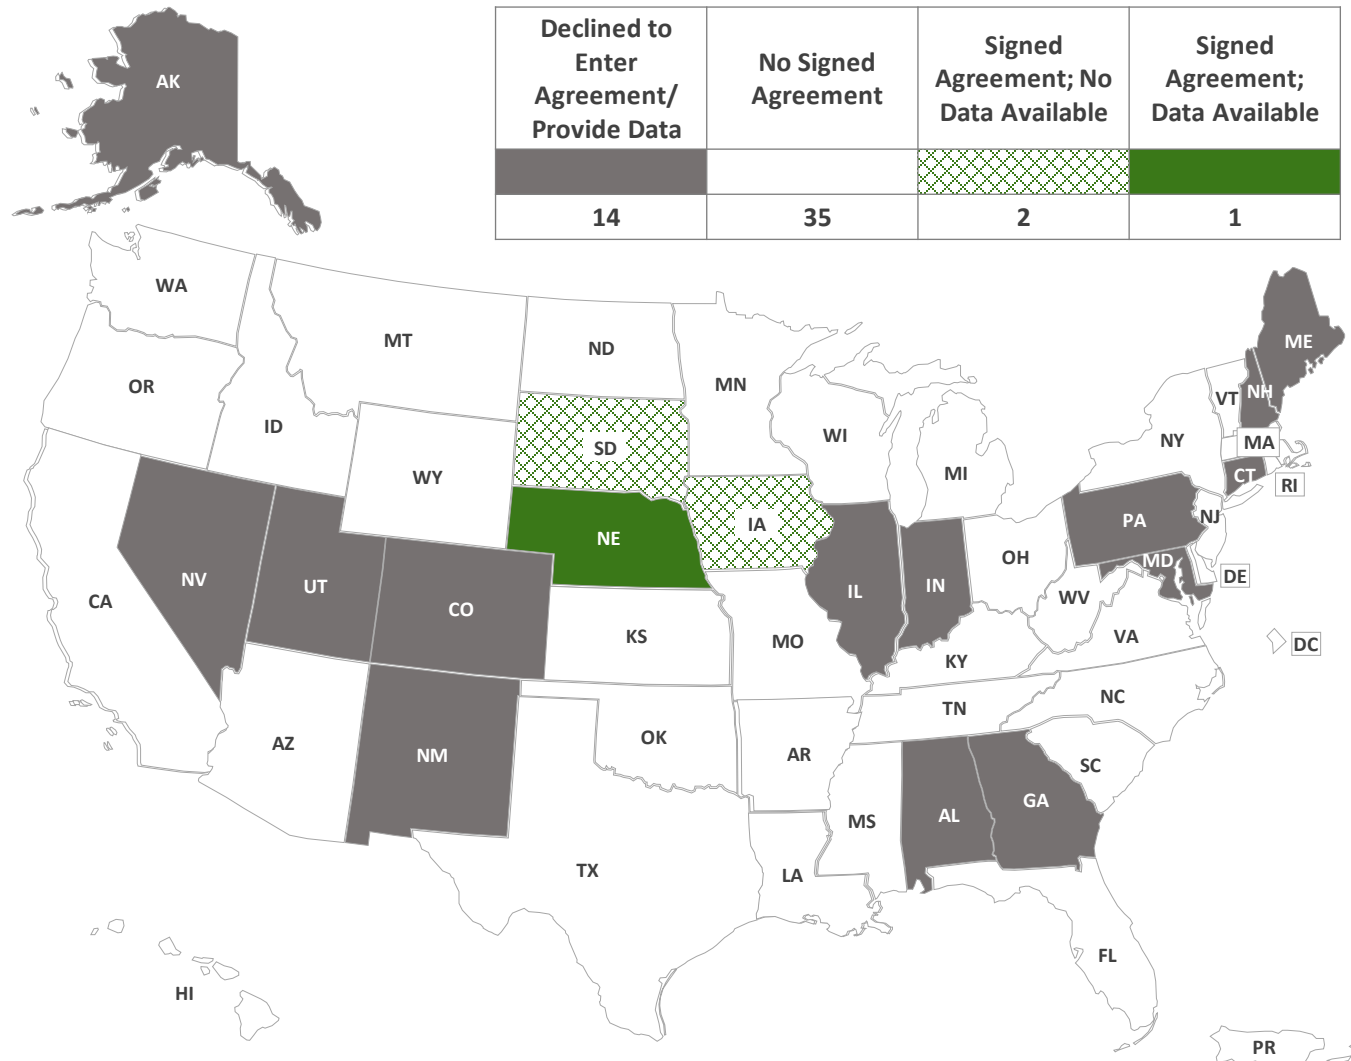 Declined to
Enter
Agreement/
Provide Data
No Signed
Agreement
Signed
Agreement; No
Data Available
Signed
Agreement;
Data Available
14
35
2
1
AK
WA
MT
ND
MN
ME
OR
ID
WY
SD
WI
MI
NY
VT
NH
MA
CT
RI
NV
UT
CO
NE
IA
IL
IN
OH
PA
NJ
MD
DE
CA
KS
MO
KY
WV
VA
DC
AZ
NM
OK
AR
TN
NC
SC
TX
LA
MS
AL
GA
FL
HI
PR